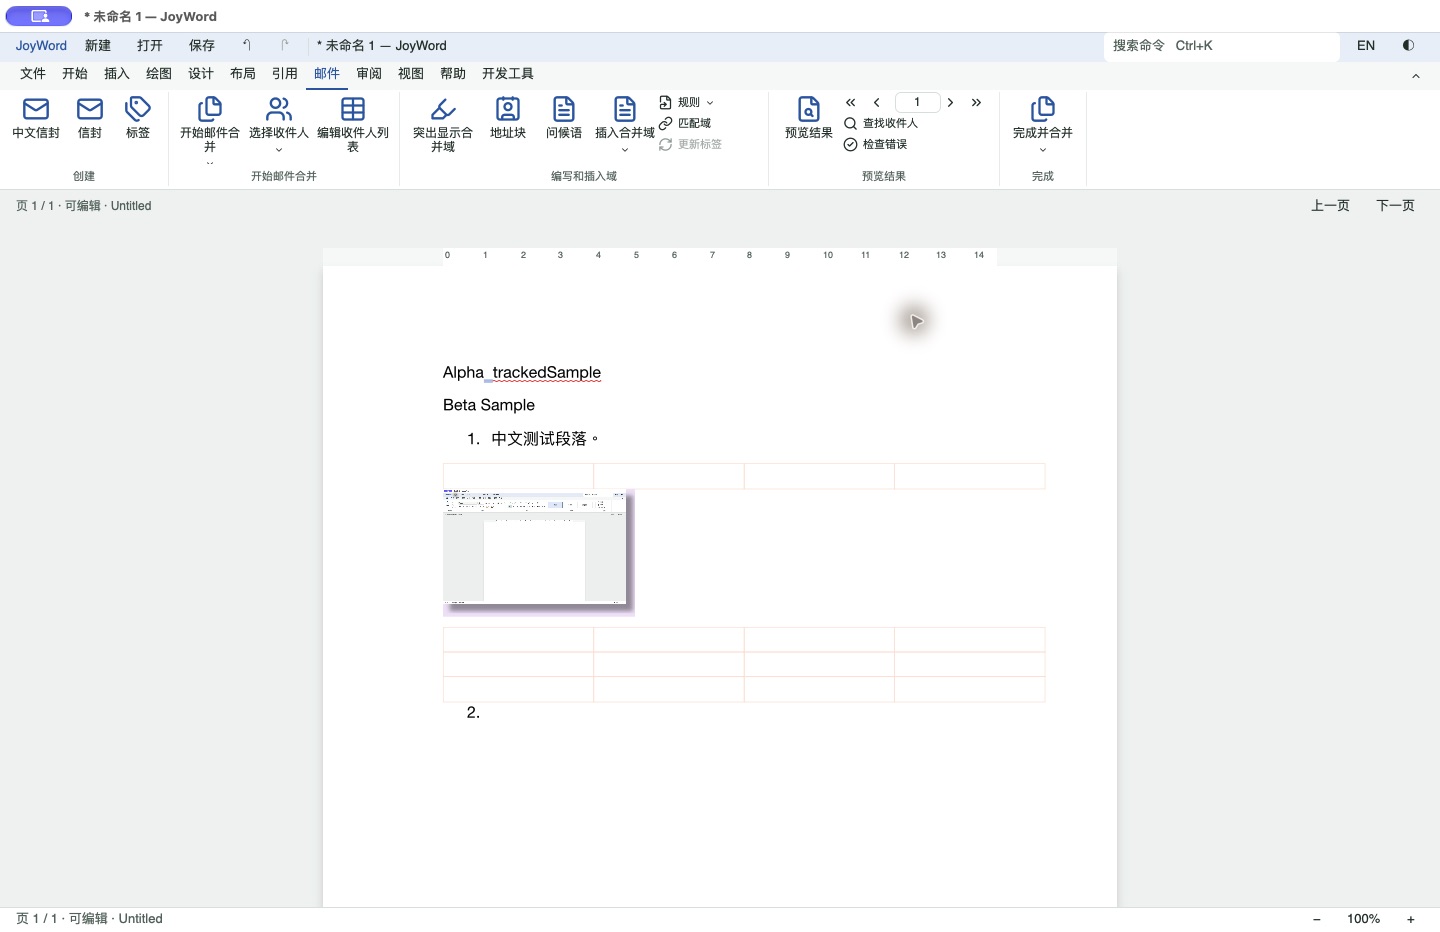 * 未命名 1 — JoyWord
JoyWord 新建 打开 保存 * 未命名 1 — JoyWord 搜索命令 Ctrl+K EN
文件 开始 插入 绘图 设计 布局 引用 邮件 审阅 视图 帮助 开发工具
中文信封 信封 标签 开始邮件合并 选择收件人 编辑收件人列表 突出显示合并域 地址块 问候语 插入合并域 规则 匹配域 更新标签 预览结果 1 查找收件人 检查错误 完成并合并
创建 开始邮件合并 编写和插入域 预览结果 完成
页 1 / 1 · 可编辑 · Untitled 上一页 下一页
0 1 2 3 4 5 6 7 8 9 10 11 12 13 14
Alpha_trackedSample
Beta Sample
1. 中文测试段落。
2.
页 1 / 1 · 可编辑 · Untitled − 100% +